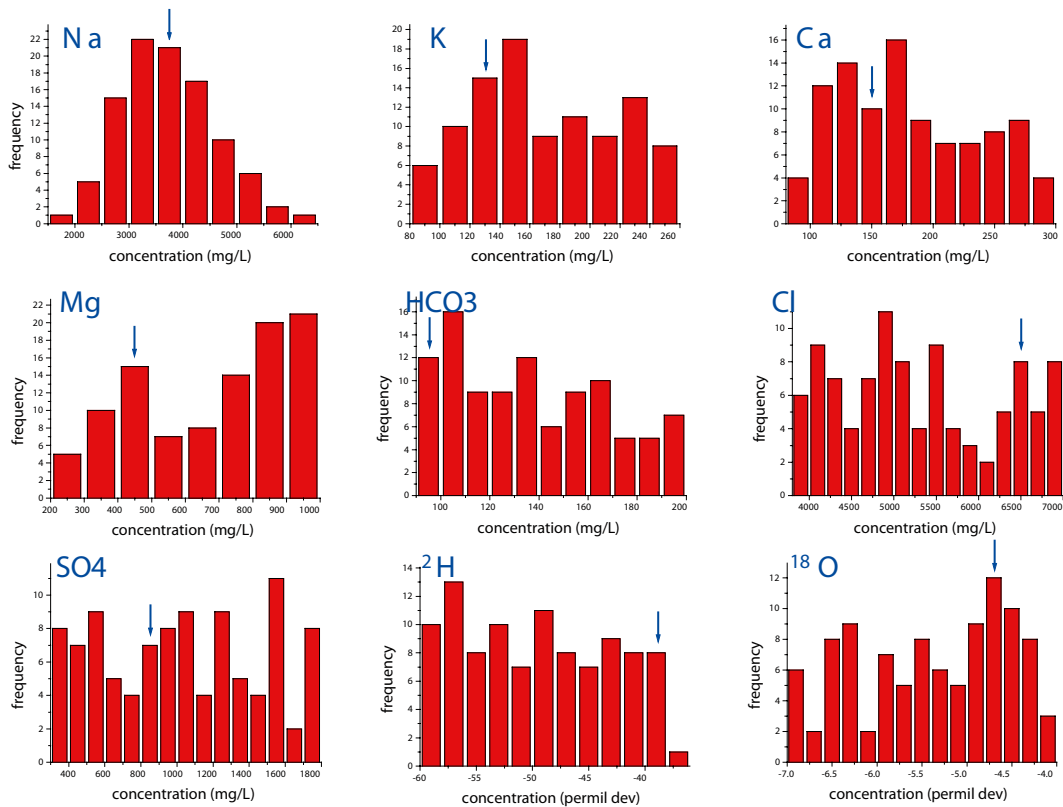 Na
frequency
22
20
18
16
14
12
10
8
6
4
2
0
2000 3000 4000 5000 6000
concentration (mg/L)
K
frequency
20
18
16
14
12
10
8
6
4
2
0
80 100 120 140 160 180 200 220 240 260
concentration (mg/L)
Ca
frequency
16
14
12
10
8
6
4
2
0
100 150 200 250 300
concentration (mg/L)
Mg
frequency
22
20
18
16
14
12
10
8
6
4
2
0
200 300 400 500 600 700 800 900 1000
concentration (mg/L)
HCO3
frequency
16
14
12
10
8
6
4
2
0
100 120 140 160 180 200
concentration (mg/L)
Cl
frequency
10
8
6
4
2
0
4000 4500 5000 5500 6000 6500 7000
concentration (mg/L)
SO4
frequency
10
8
6
4
2
0
400 600 800 1000 1200 1400 1600 1800
concentration (mg/L)
2H
frequency
14
12
10
8
6
4
2
0
-60 -55 -50 -45 -40
concentration (permil dev)
18O
frequency
12
10
8
6
4
2
0
-7.0 -6.5 -6.0 -5.5 -5.0 -4.5 -4.0
concentration (permil dev)